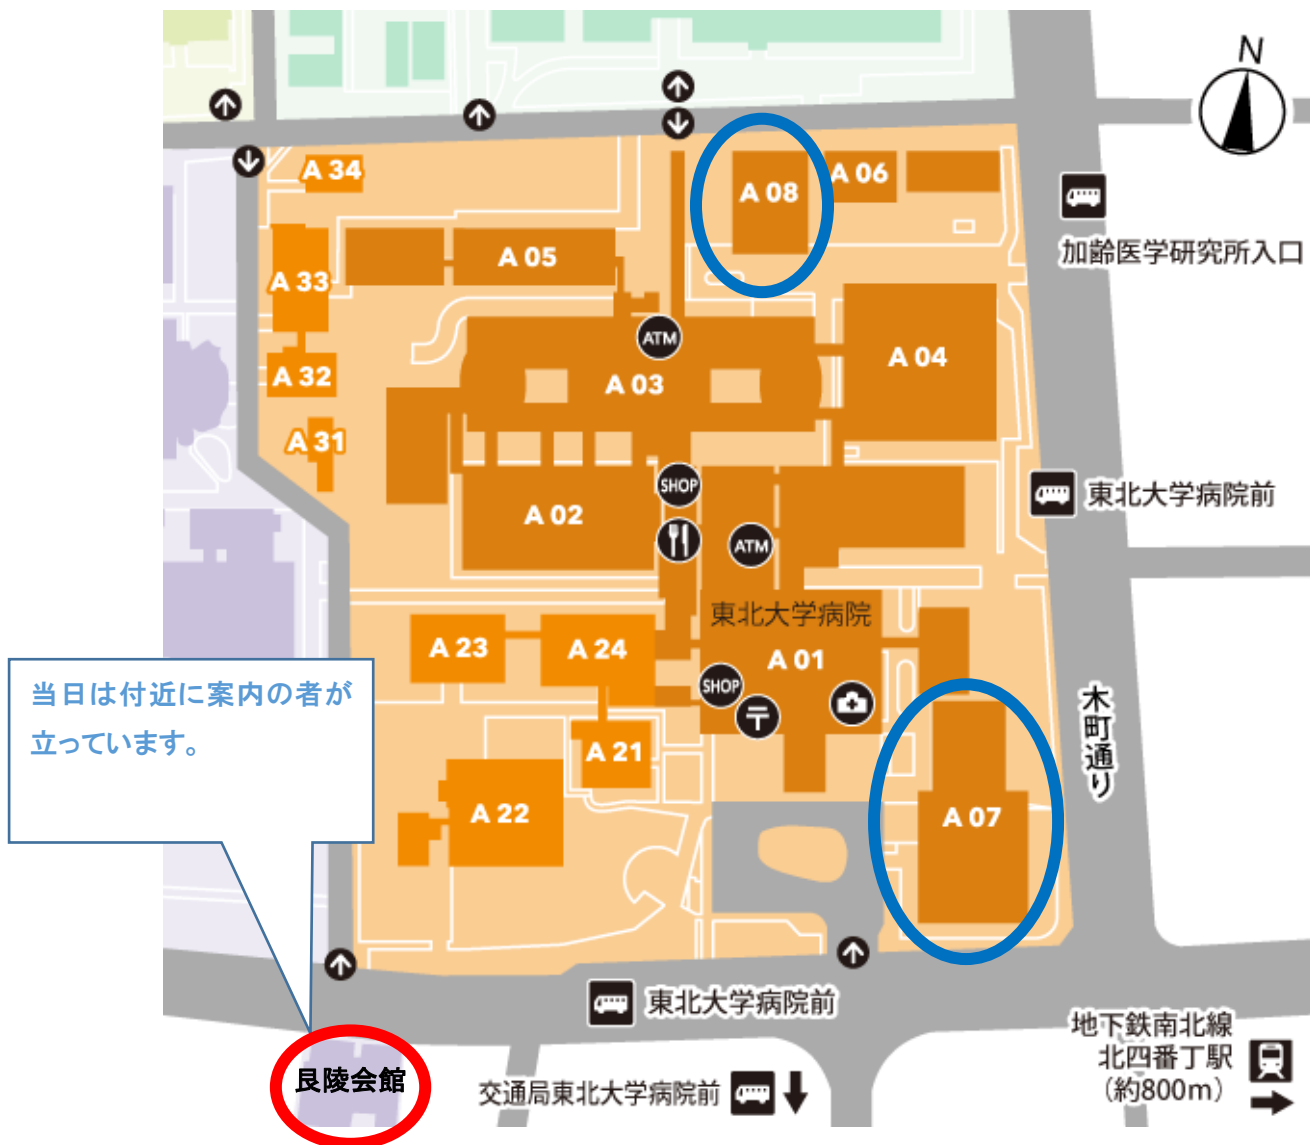 N
A 34
A 08
A 06
加齢医学研究所入口
A 05
A 33
ATM
A 04
A 32
A 03
A 31
SHOP
東北大学病院前
A 02
ATM
東北大学病院
A 23
A 24
A 01
SHOP
〒
木町通り
当日は付近に案内の者が
立っています。
A 21
A 22
A 07
東北大学病院前
地下鉄南北線
北四番丁駅
(約800m)
艮陵会館
交通局東北大学病院前